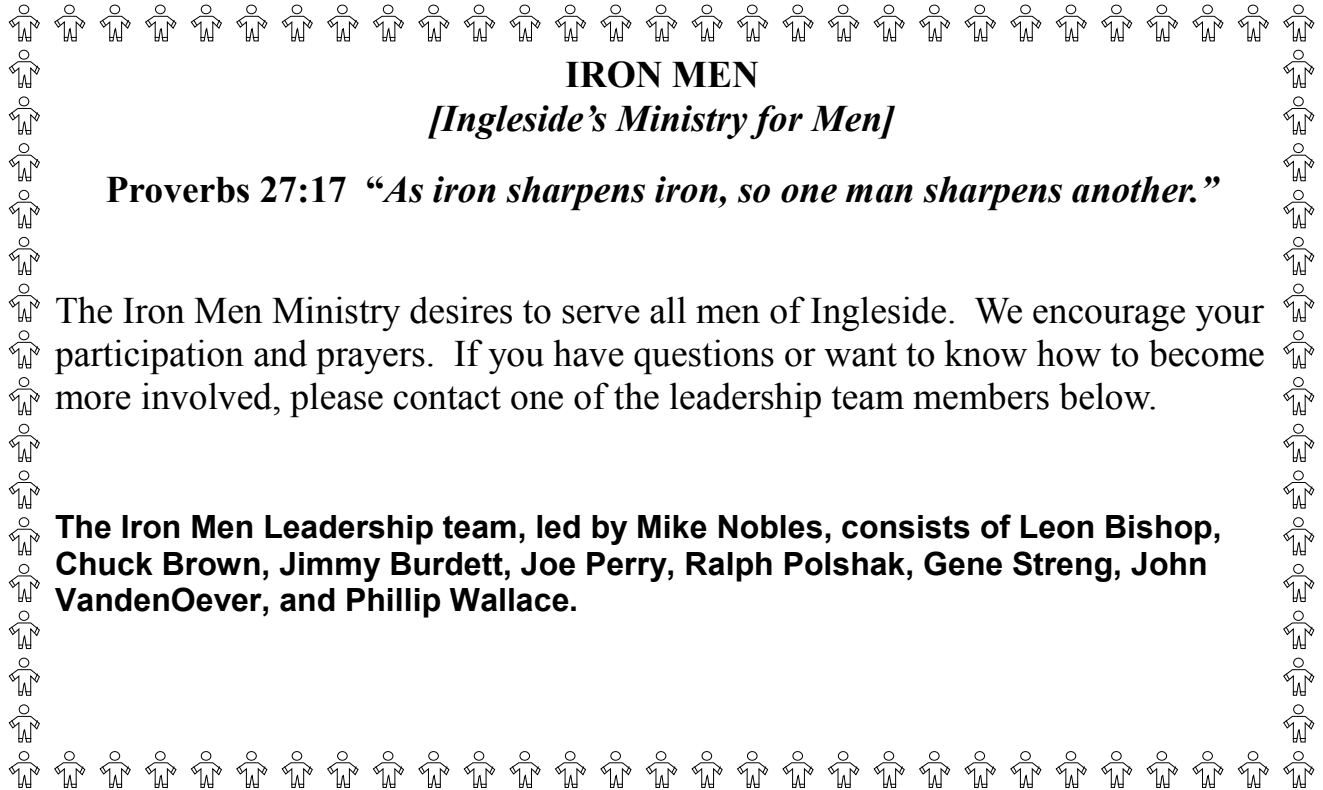 IRON MEN
[Ingleside's Ministry for Men]
Proverbs 27:17 “As iron sharpens iron, so one man sharpens another.”
The Iron Men Ministry desires to serve all men of Ingleside. We encourage your
participation and prayers. If you have questions or want to know how to become
more involved, please contact one of the leadership team members below.
The Iron Men Leadership team, led by Mike Nobles, consists of Leon Bishop,
Chuck Brown, Jimmy Burdett, Joe Perry, Ralph Polshak, Gene Streng, John
VandenOever, and Phillip Wallace.